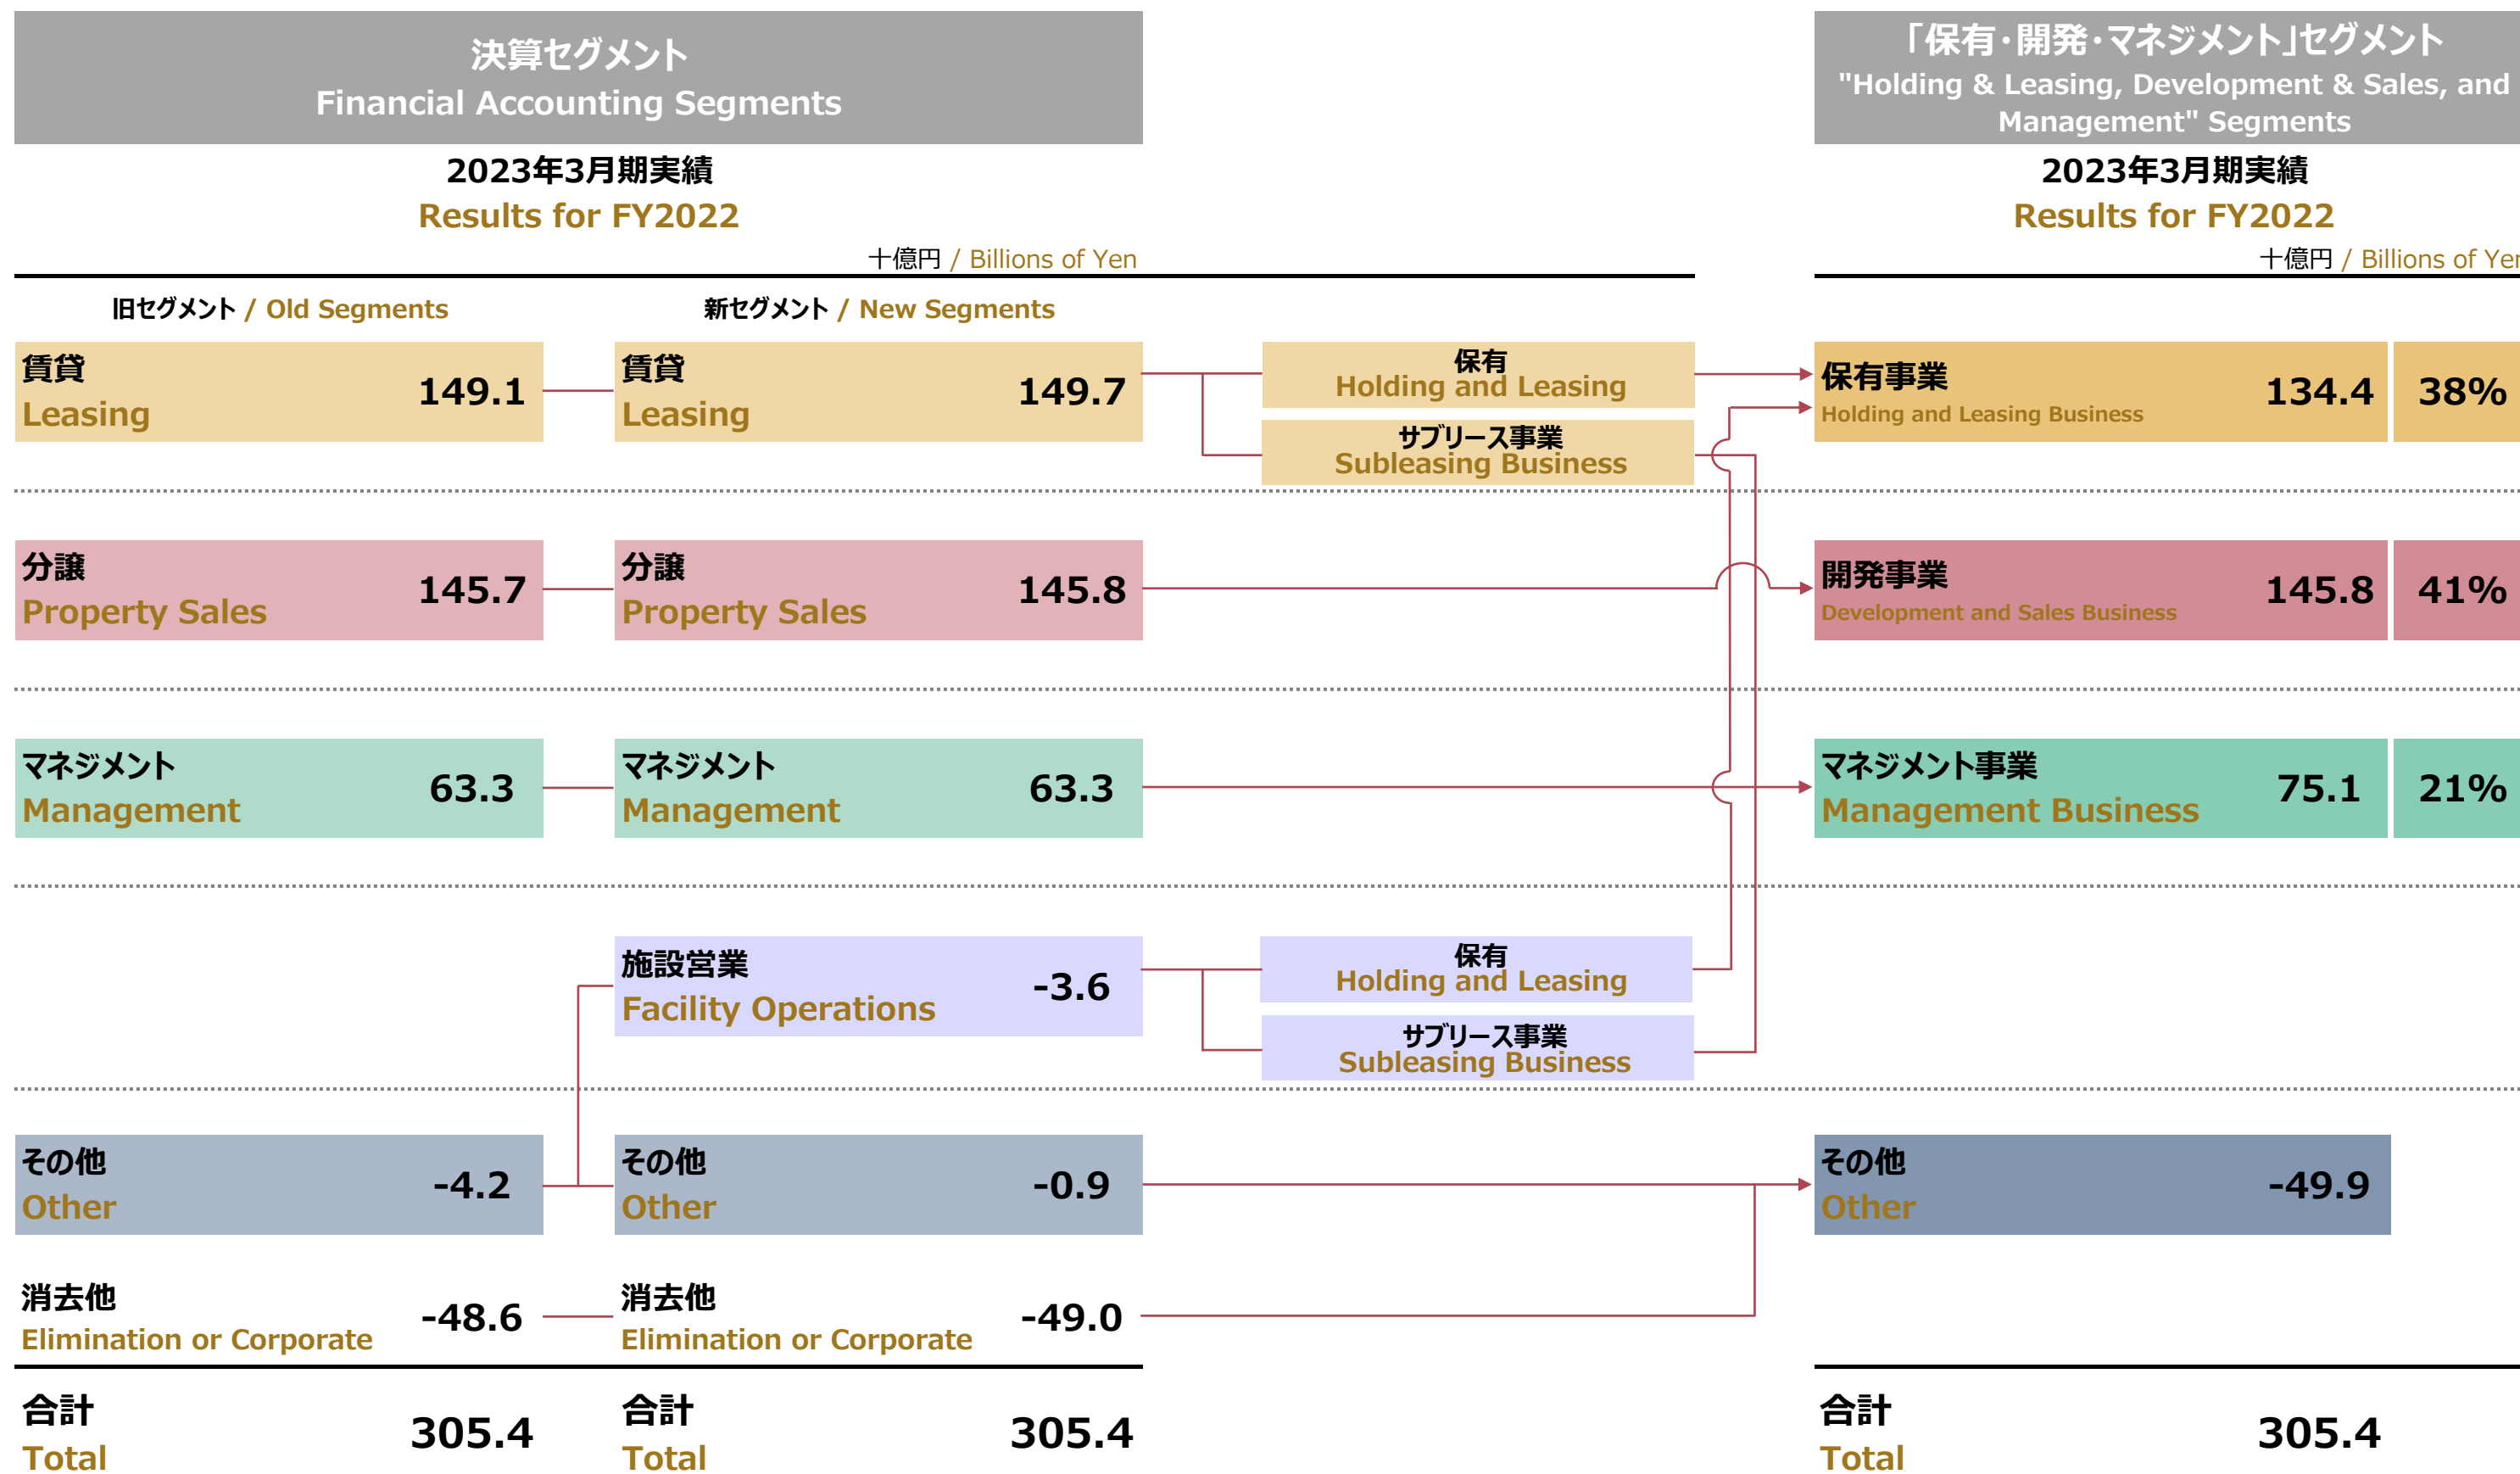 決算セグメント
Financial Accounting Segments
「保有・開発・マネジメント」セグメント
"Holding & Leasing, Development & Sales, and
Management" Segments
2023年3月期実績
Results for FY2022
2023年3月期実績
Results for FY2022
十億円 / Billions of Yen
十億円 / Billions of Yen
旧セグメント / Old Segments
新セグメント / New Segments
賃貸
Leasing
149.1
賃貸
Leasing
149.7
保有
Holding and Leasing
サブリース事業
Subleasing Business
保有事業
Holding and Leasing Business
134.4
38%
分譲
Property Sales
145.7
分譲
Property Sales
145.8
開発事業
Development and Sales Business
145.8
41%
マネジメント
Management
63.3
マネジメント
Management
63.3
マネジメント事業
Management Business
75.1
21%
施設営業
Facility Operations
-3.6
保有
Holding and Leasing
サブリース事業
Subleasing Business
その他
Other
-4.2
その他
Other
-0.9
その他
Other
-49.9
消去他
Elimination or Corporate
-48.6
消去他
Elimination or Corporate
-49.0
合計
Total
305.4
合計
Total
305.4
合計
Total
305.4